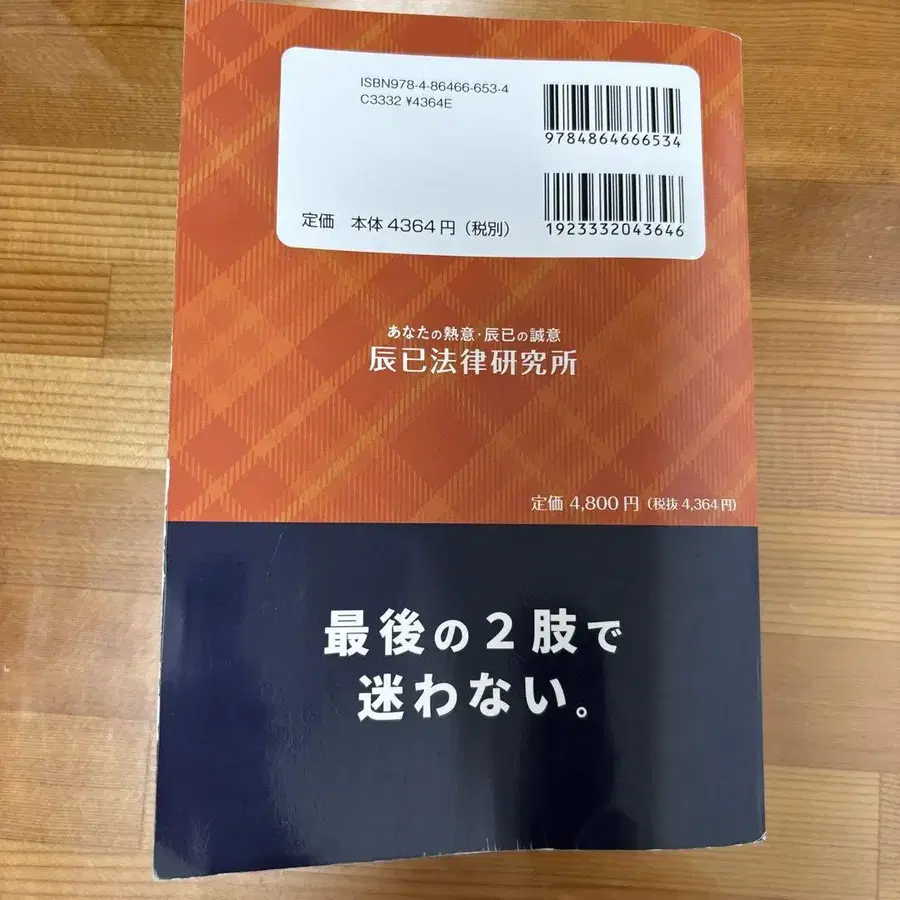 ISBN978-4-86466-653-4
C3332 ¥4364E
9784864666534
定価 本体4364円（税別）
1923332043646
あなたの熱意・辰已の誠意
辰已法律研究所
定価 4,800円（税抜 4,364円）
最後の2肢で
迷わない。